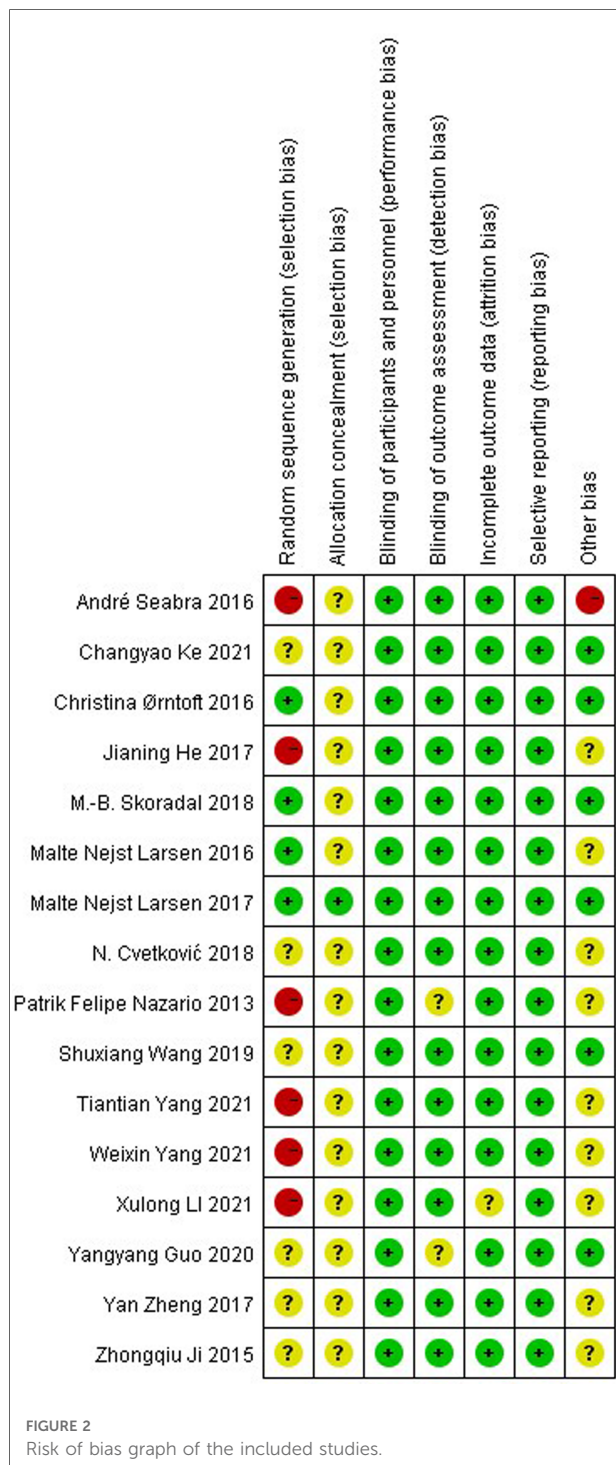 Random sequence generation (selection bias)
Allocation concealment (selection bias)
Blinding of participants and personnel (performance bias)
Blinding of outcome assessment (detection bias)
Incomplete outcome data (attrition bias)
Selective reporting (reporting bias)
Other bias
André Seabra 2016 - ? + + + + -
Changyao Ke 2021 ? ? + + + + +
Christina Ørntoft 2016 + ? + + + + +
Jianing He 2017 - ? + + + + ?
M.-B. Skoradal 2018 + ? + + + + +
Malte Nejst Larsen 2016 + ? + + + + ?
Malte Nejst Larsen 2017 + + + + + + +
N. Cvetković 2018 ? ? + + + + ?
Patrik Felipe Nazario 2013 - ? + ? + + ?
Shuxiang Wang 2019 ? ? + + + + +
Tiantian Yang 2021 - ? + + + + ?
Weixin Yang 2021 - ? + + + + ?
Xulong LI 2021 - ? + + ? + ?
Yangyang Guo 2020 ? ? + ? + + +
Yan Zheng 2017 ? ? + + + + ?
Zhongqiu Ji 2015 ? ? + + + + ?
FIGURE 2
Risk of bias graph of the included studies.